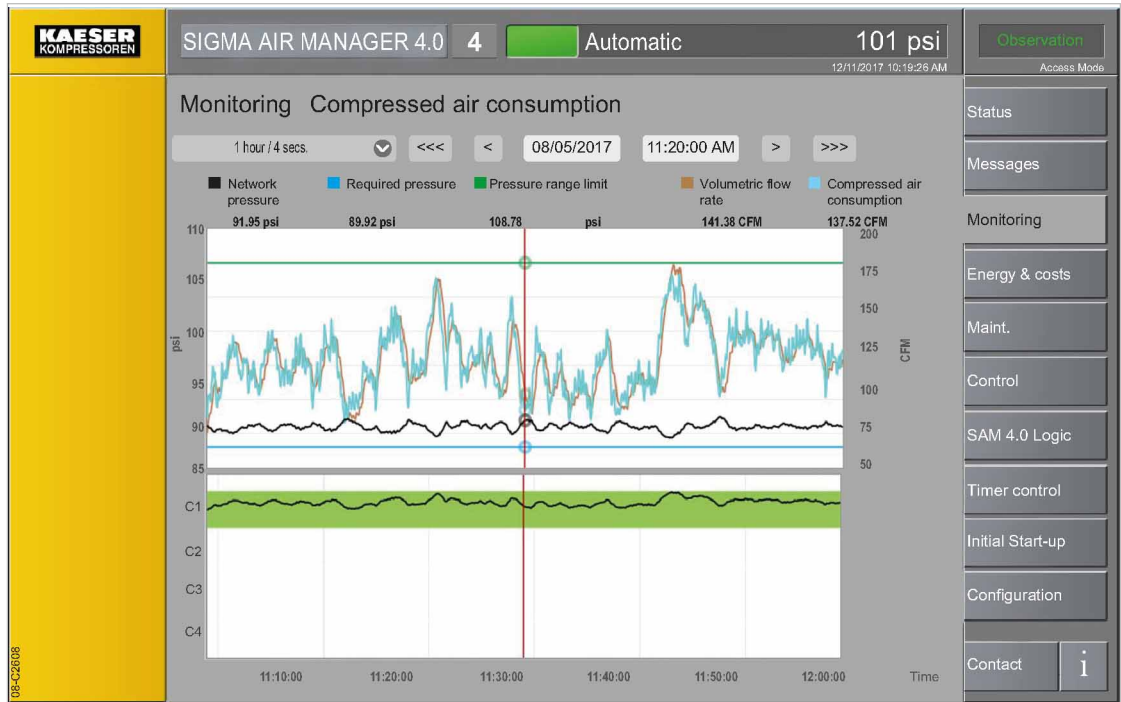 KAESER
KOMPRESSOREN
SIGMA AIR MANAGER 4.0 4 Automatic 101 psi
12/11/2017 10:19:26 AM
Observation
Access Mode
Monitoring Compressed air consumption
1 hour / 4 secs. <<< < 08/05/2017 11:20:00 AM > >>>
Network pressure
Required pressure
Pressure range limit
Volumetric flow rate
Compressed air consumption
91.95 psi 89.92 psi 108.78 psi 141.38 CFM 137.52 CFM
110
105
100
95
90
85
psi
200
175
150
125
100
75
50
CFM
C1
C2
C3
C4
11:10:00 11:20:00 11:30:00 11:40:00 11:50:00 12:00:00 Time
Status
Messages
Monitoring
Energy & costs
Maint.
Control
SAM 4.0 Logic
Timer control
Initial Start-up
Configuration
Contact i
08-C2608